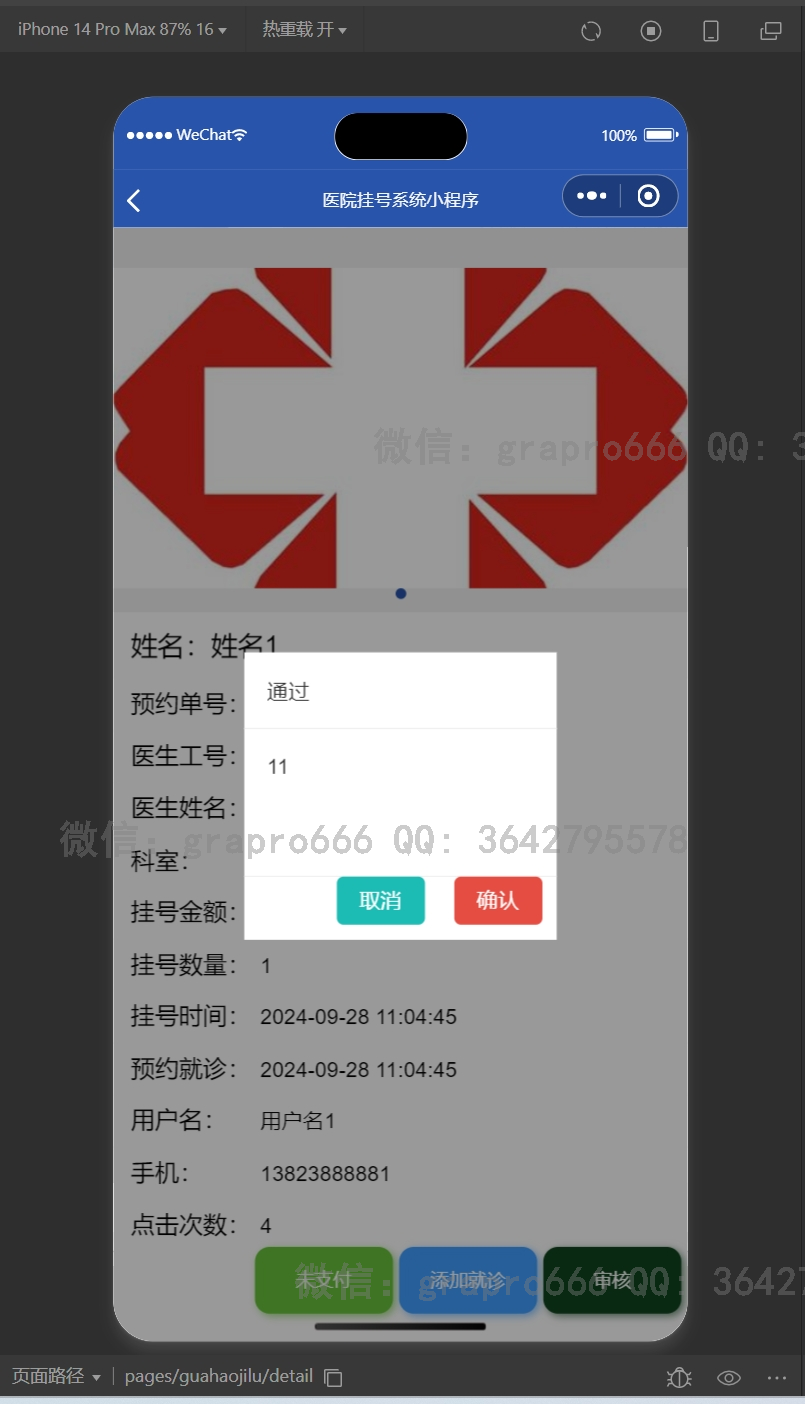 iPhone 14 Pro Max 87% 16 热重载 开
WeChat 100%
医院挂号系统小程序
微信：grapro666 QQ：3
姓名：姓名1
通过
预约单号：
医生工号：
11
医生姓名：
微信：grapro666 QQ：3642795578
科室：
取消 确认
挂号金额：
挂号数量： 1
挂号时间： 2024-09-28 11:04:45
预约就诊： 2024-09-28 11:04:45
用户名： 用户名1
手机： 13823888881
点击次数： 4
未支付 添加就诊 审核
微信：grapro666 QQ：36427
页面路径 pages/guahaojilu/detail